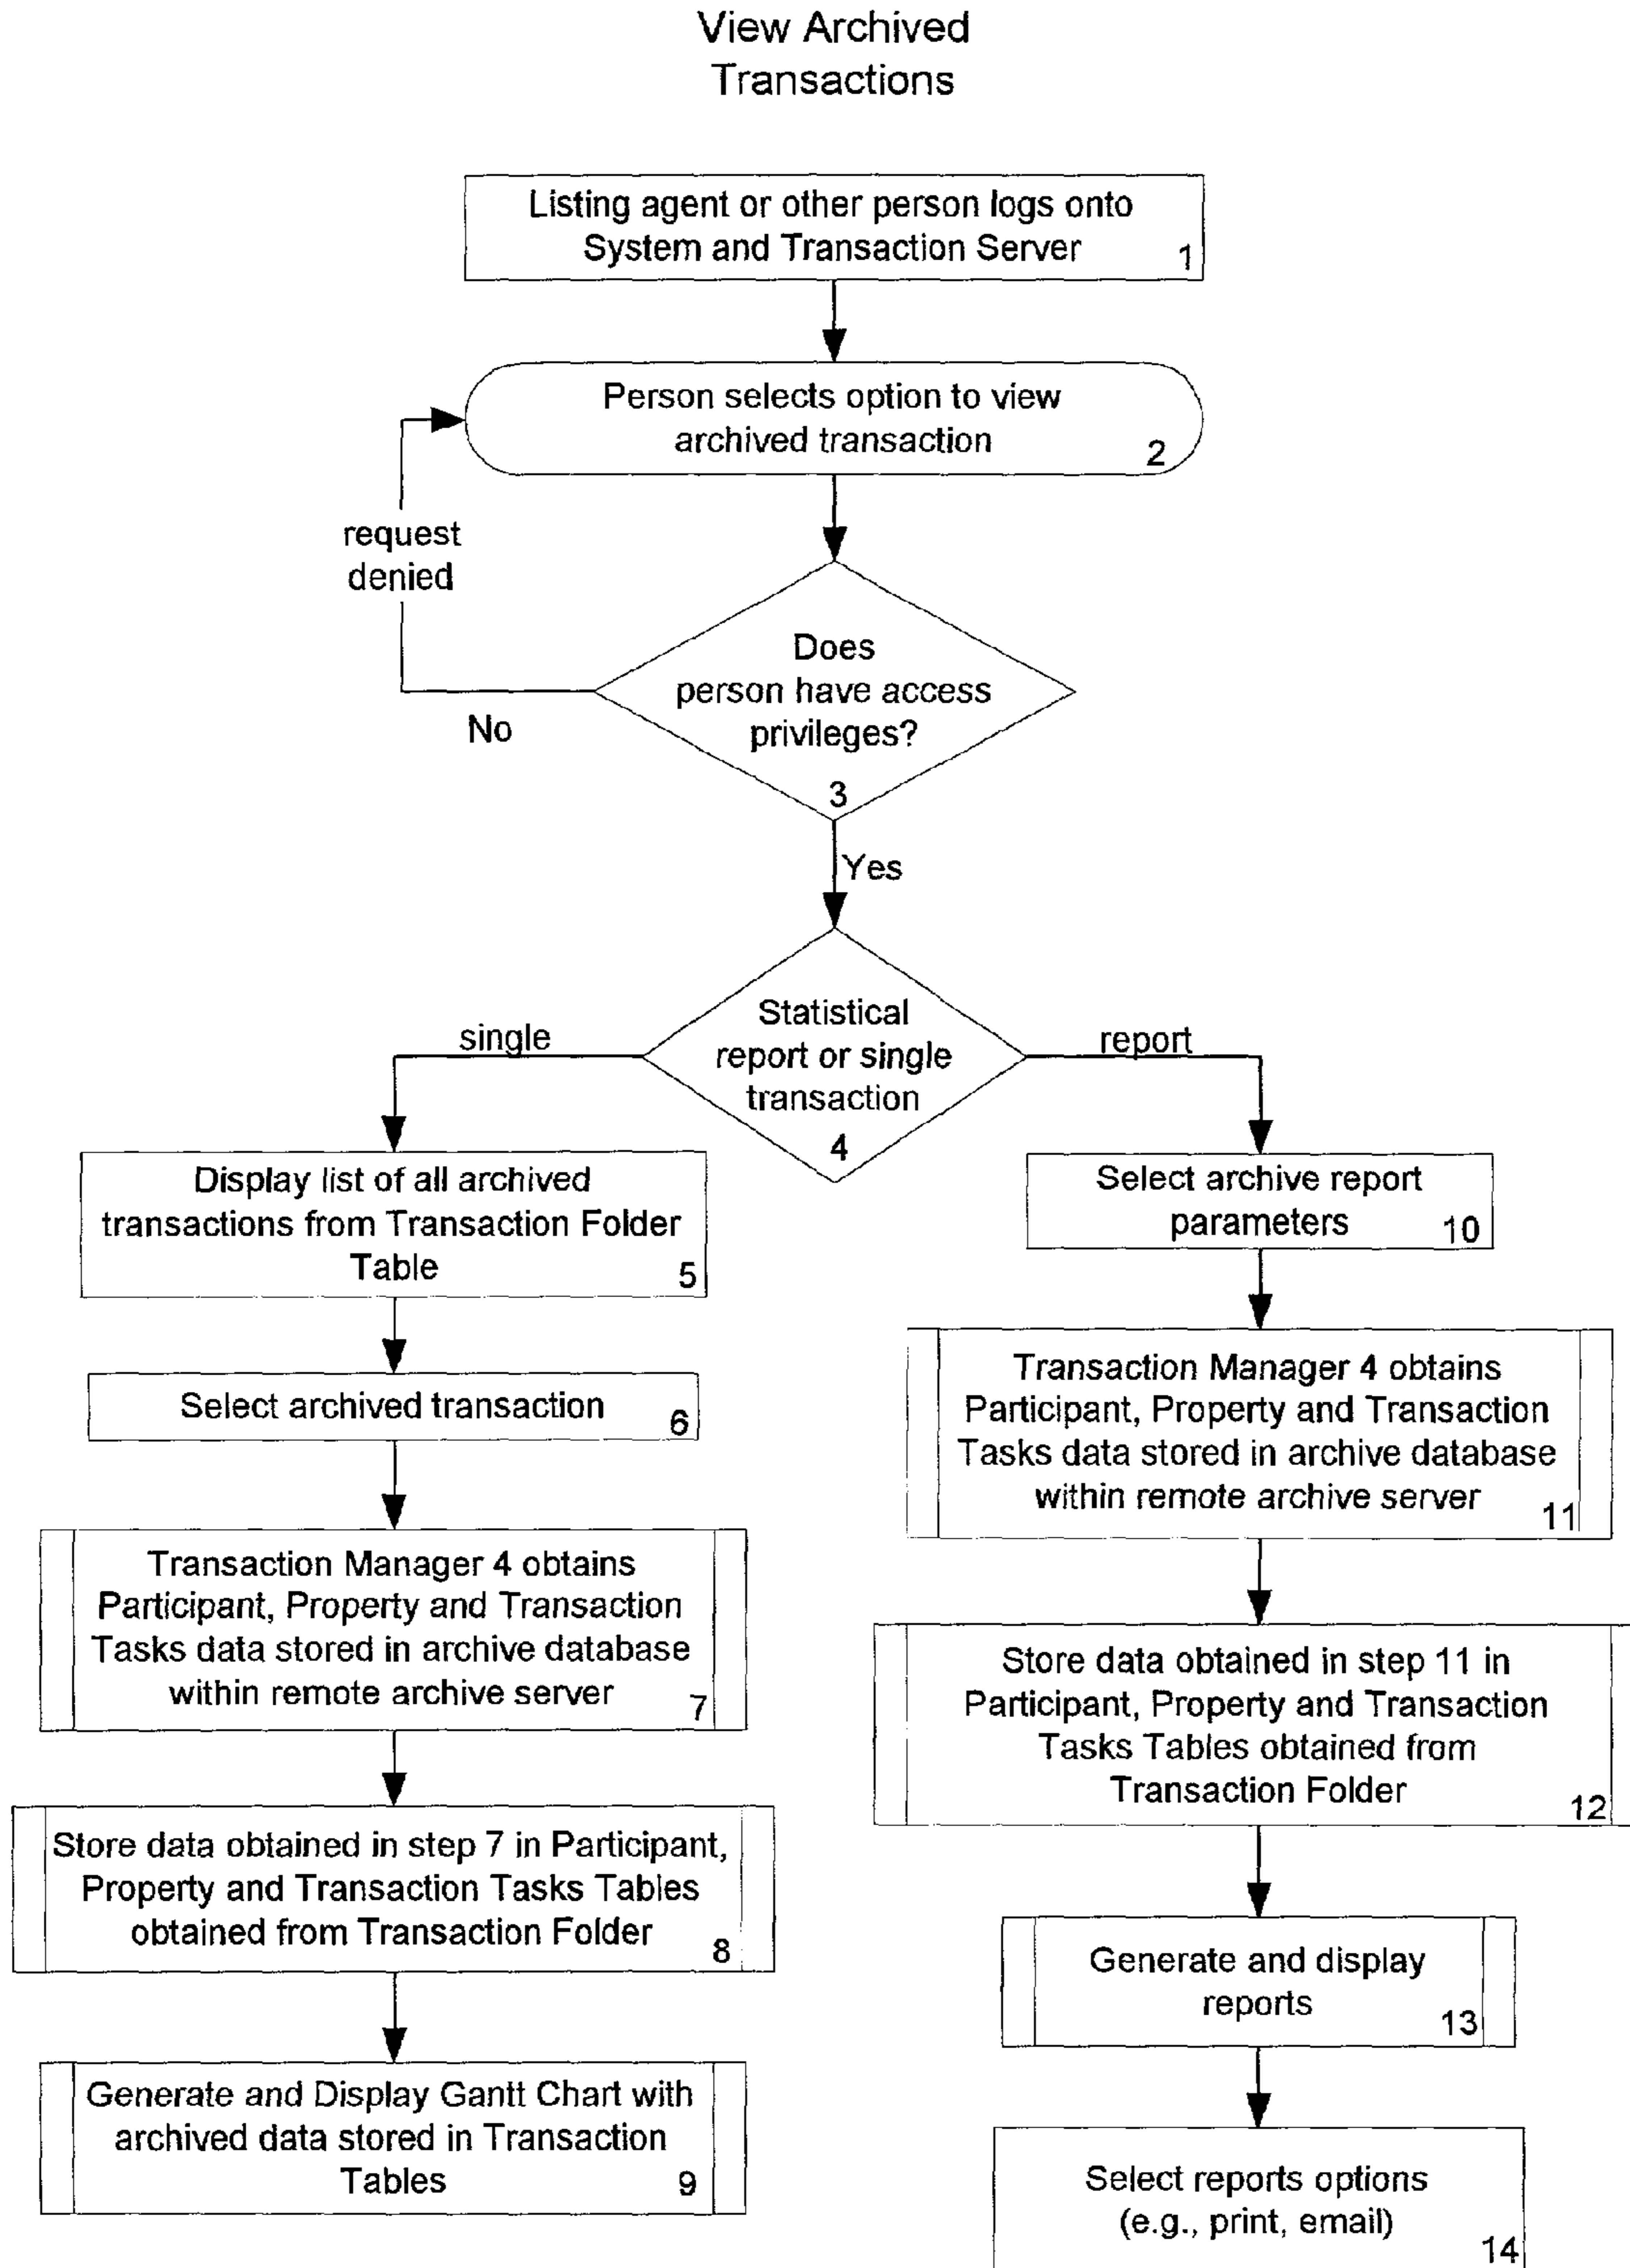 View Archived
Transactions
Listing agent or other person logs onto
System and Transaction Server
1
Person selects option to view
archived transaction
2
request
denied
Does
person have access
privileges?
No
3
Yes
Statistical
report or single
transaction
4
single
report
Display list of all archived
transactions from Transaction Folder
Table
5
Select archived transaction
6
Transaction Manager 4 obtains
Participant, Property and Transaction
Tasks data stored in archive database
within remote archive server
7
Store data obtained in step 7 in Participant,
Property and Transaction Tasks Tables
obtained from Transaction Folder
8
Generate and Display Gantt Chart with
archived data stored in Transaction
Tables
9
Select archive report
parameters
10
Transaction Manager 4 obtains
Participant, Property and Transaction
Tasks data stored in archive database
within remote archive server
11
Store data obtained in step 11 in
Participant, Property and Transaction
Tasks Tables obtained from
Transaction Folder
12
Generate and display
reports
13
Select reports options
(e.g., print, email)
14